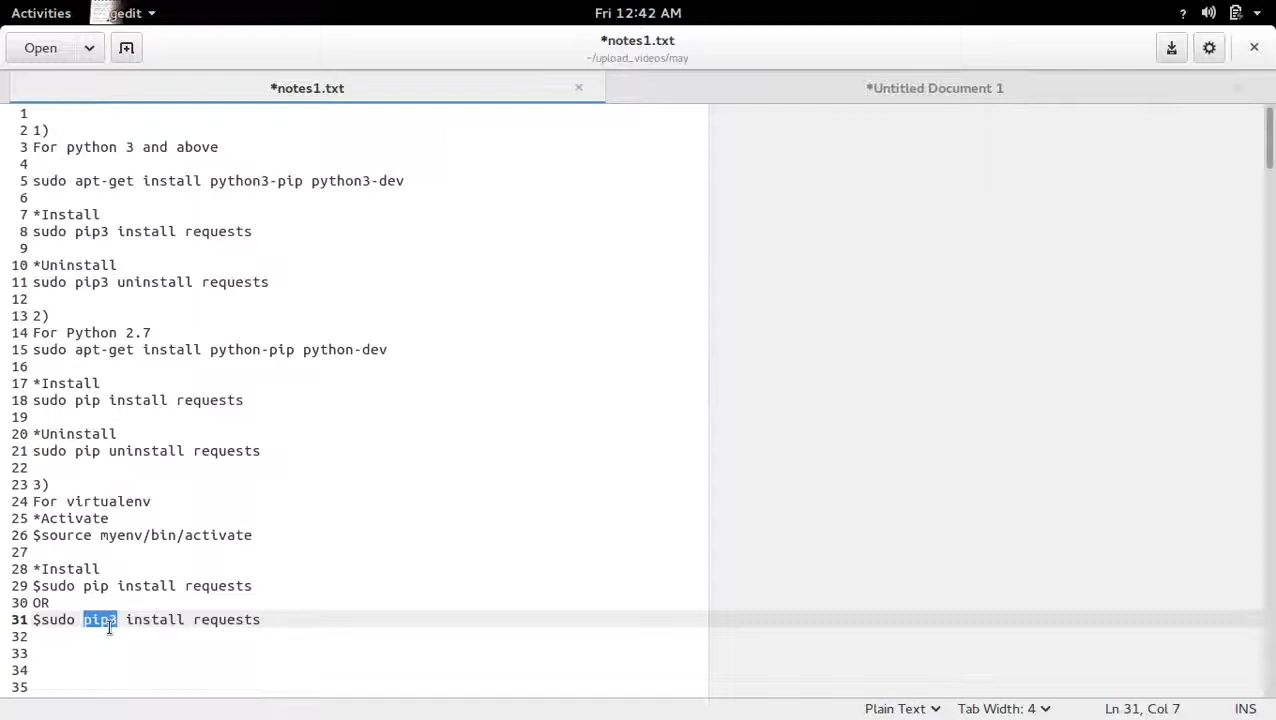 Activities gedit Fri 12:42 AM ?
Open *notes1.txt
~/upload_videos/may
*notes1.txt × *Untitled Document 1
1
2 1)
3 For python 3 and above
4
5 sudo apt-get install python3-pip python3-dev
6
7 *Install
8 sudo pip3 install requests
9
10 *Uninstall
11 sudo pip3 uninstall requests
12
13 2)
14 For Python 2.7
15 sudo apt-get install python-pip python-dev
16
17 *Install
18 sudo pip install requests
19
20 *Uninstall
21 sudo pip uninstall requests
22
23 3)
24 For virtualenv
25 *Activate
26 $source myenv/bin/activate
27
28 *Install
29 $sudo pip install requests
30 OR
31 $sudo pip3 install requests
32
33
34
35
Plain Text Tab Width: 4 Ln 31, Col 7 INS